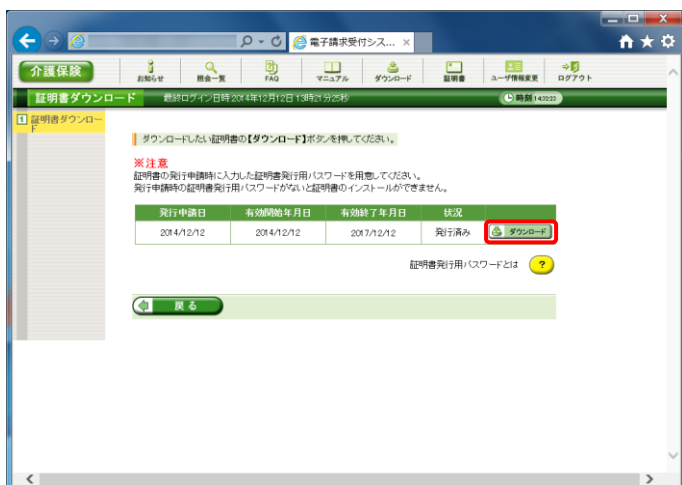 電子請求受付シス... ×
介護保険
お知らせ 照会一覧 FAQ マニュアル ダウンロード 証明書 ユーザ情報変更 ログアウト
証明書ダウンロード 最終ログイン日時 2014年12月12日 13時21分25秒 時刻
1 証明書ダウンロー
ド
ダウンロードしたい証明書の【ダウンロード】ボタンを押してください。
※注意
証明書の発行申請時に入力した証明書発行用パスワードを用意してください。
発行申請時の証明書発行用パスワードがないと証明書のインストールができません。
発行申請日 有効開始年月日 有効終了年月日 状況
2014/12/12 2014/12/12 2017/12/12 発行済み ダウンロード
証明書発行用パスワードとは ?
戻る